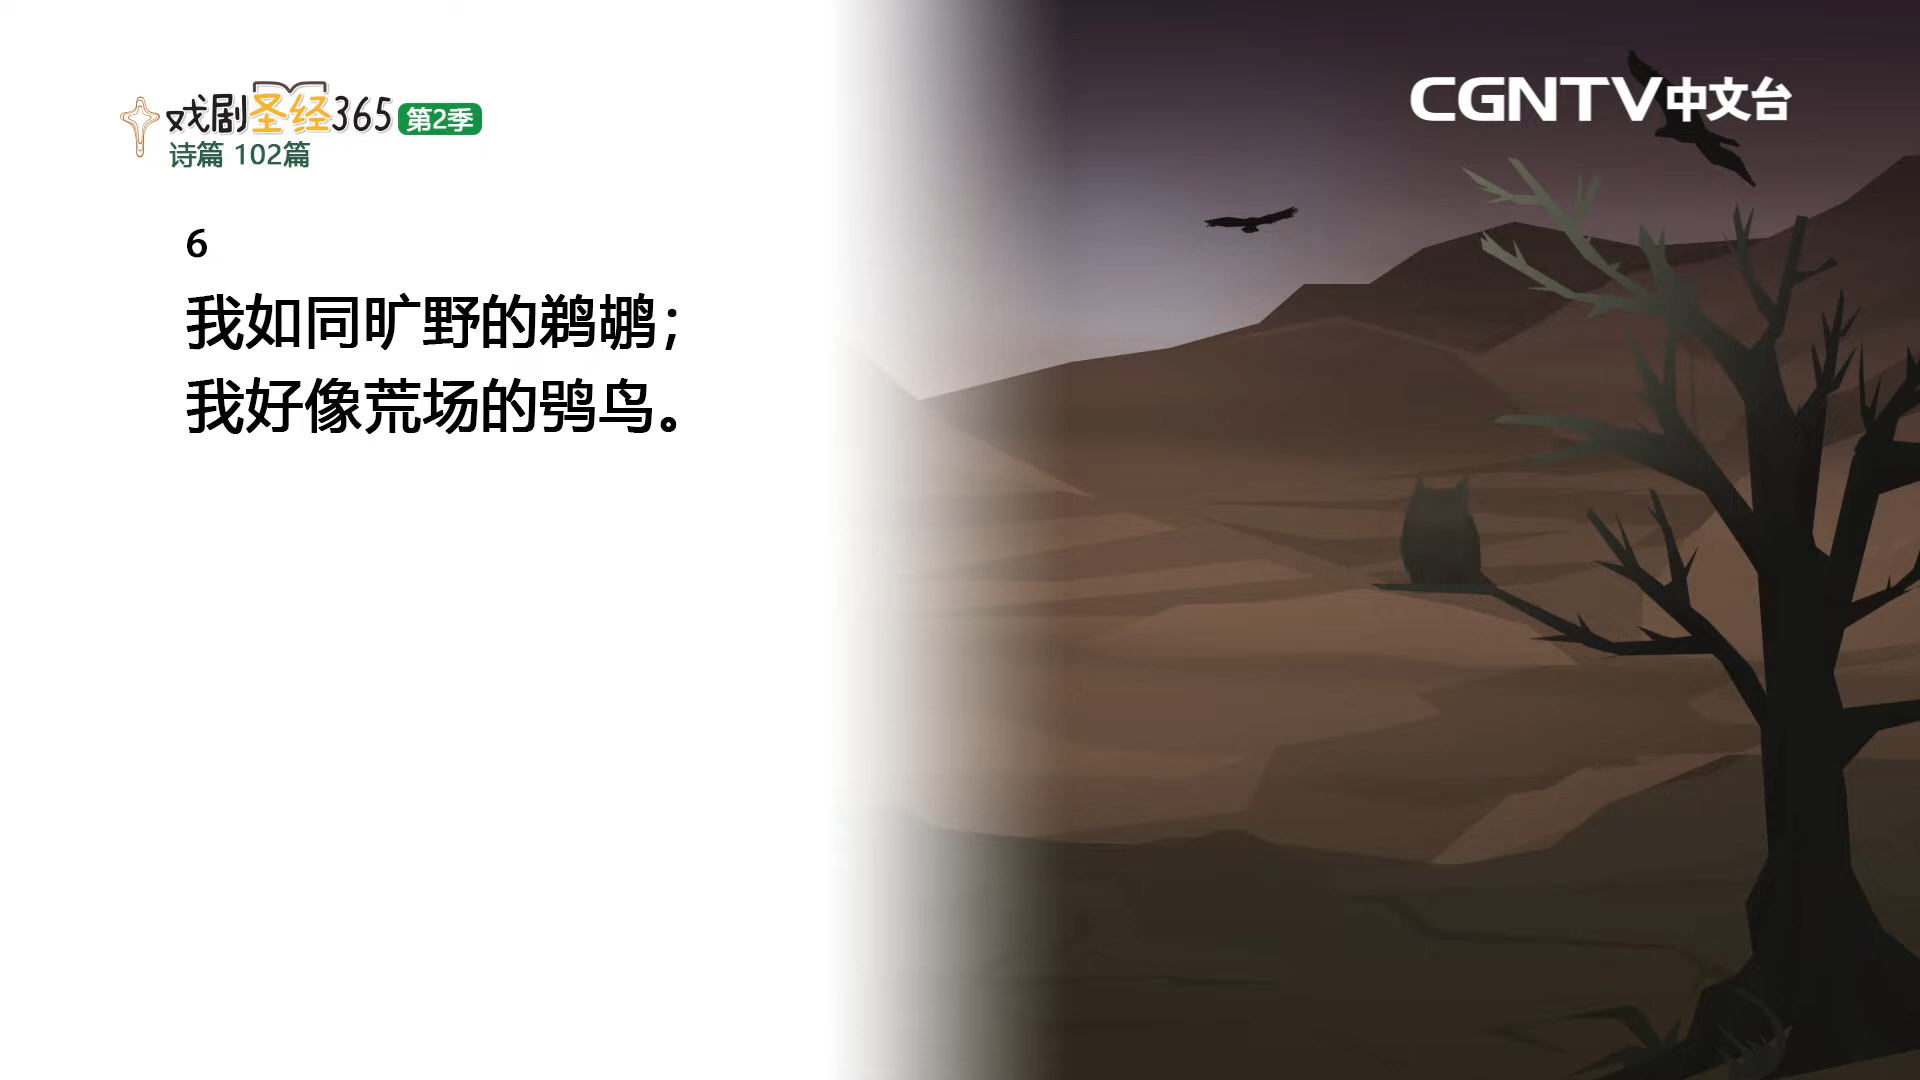 戏剧圣经365 第2季
诗篇 102篇
CGNTV中文台
6
我如同旷野的鹈鹕；
我好像荒场的鸮鸟。